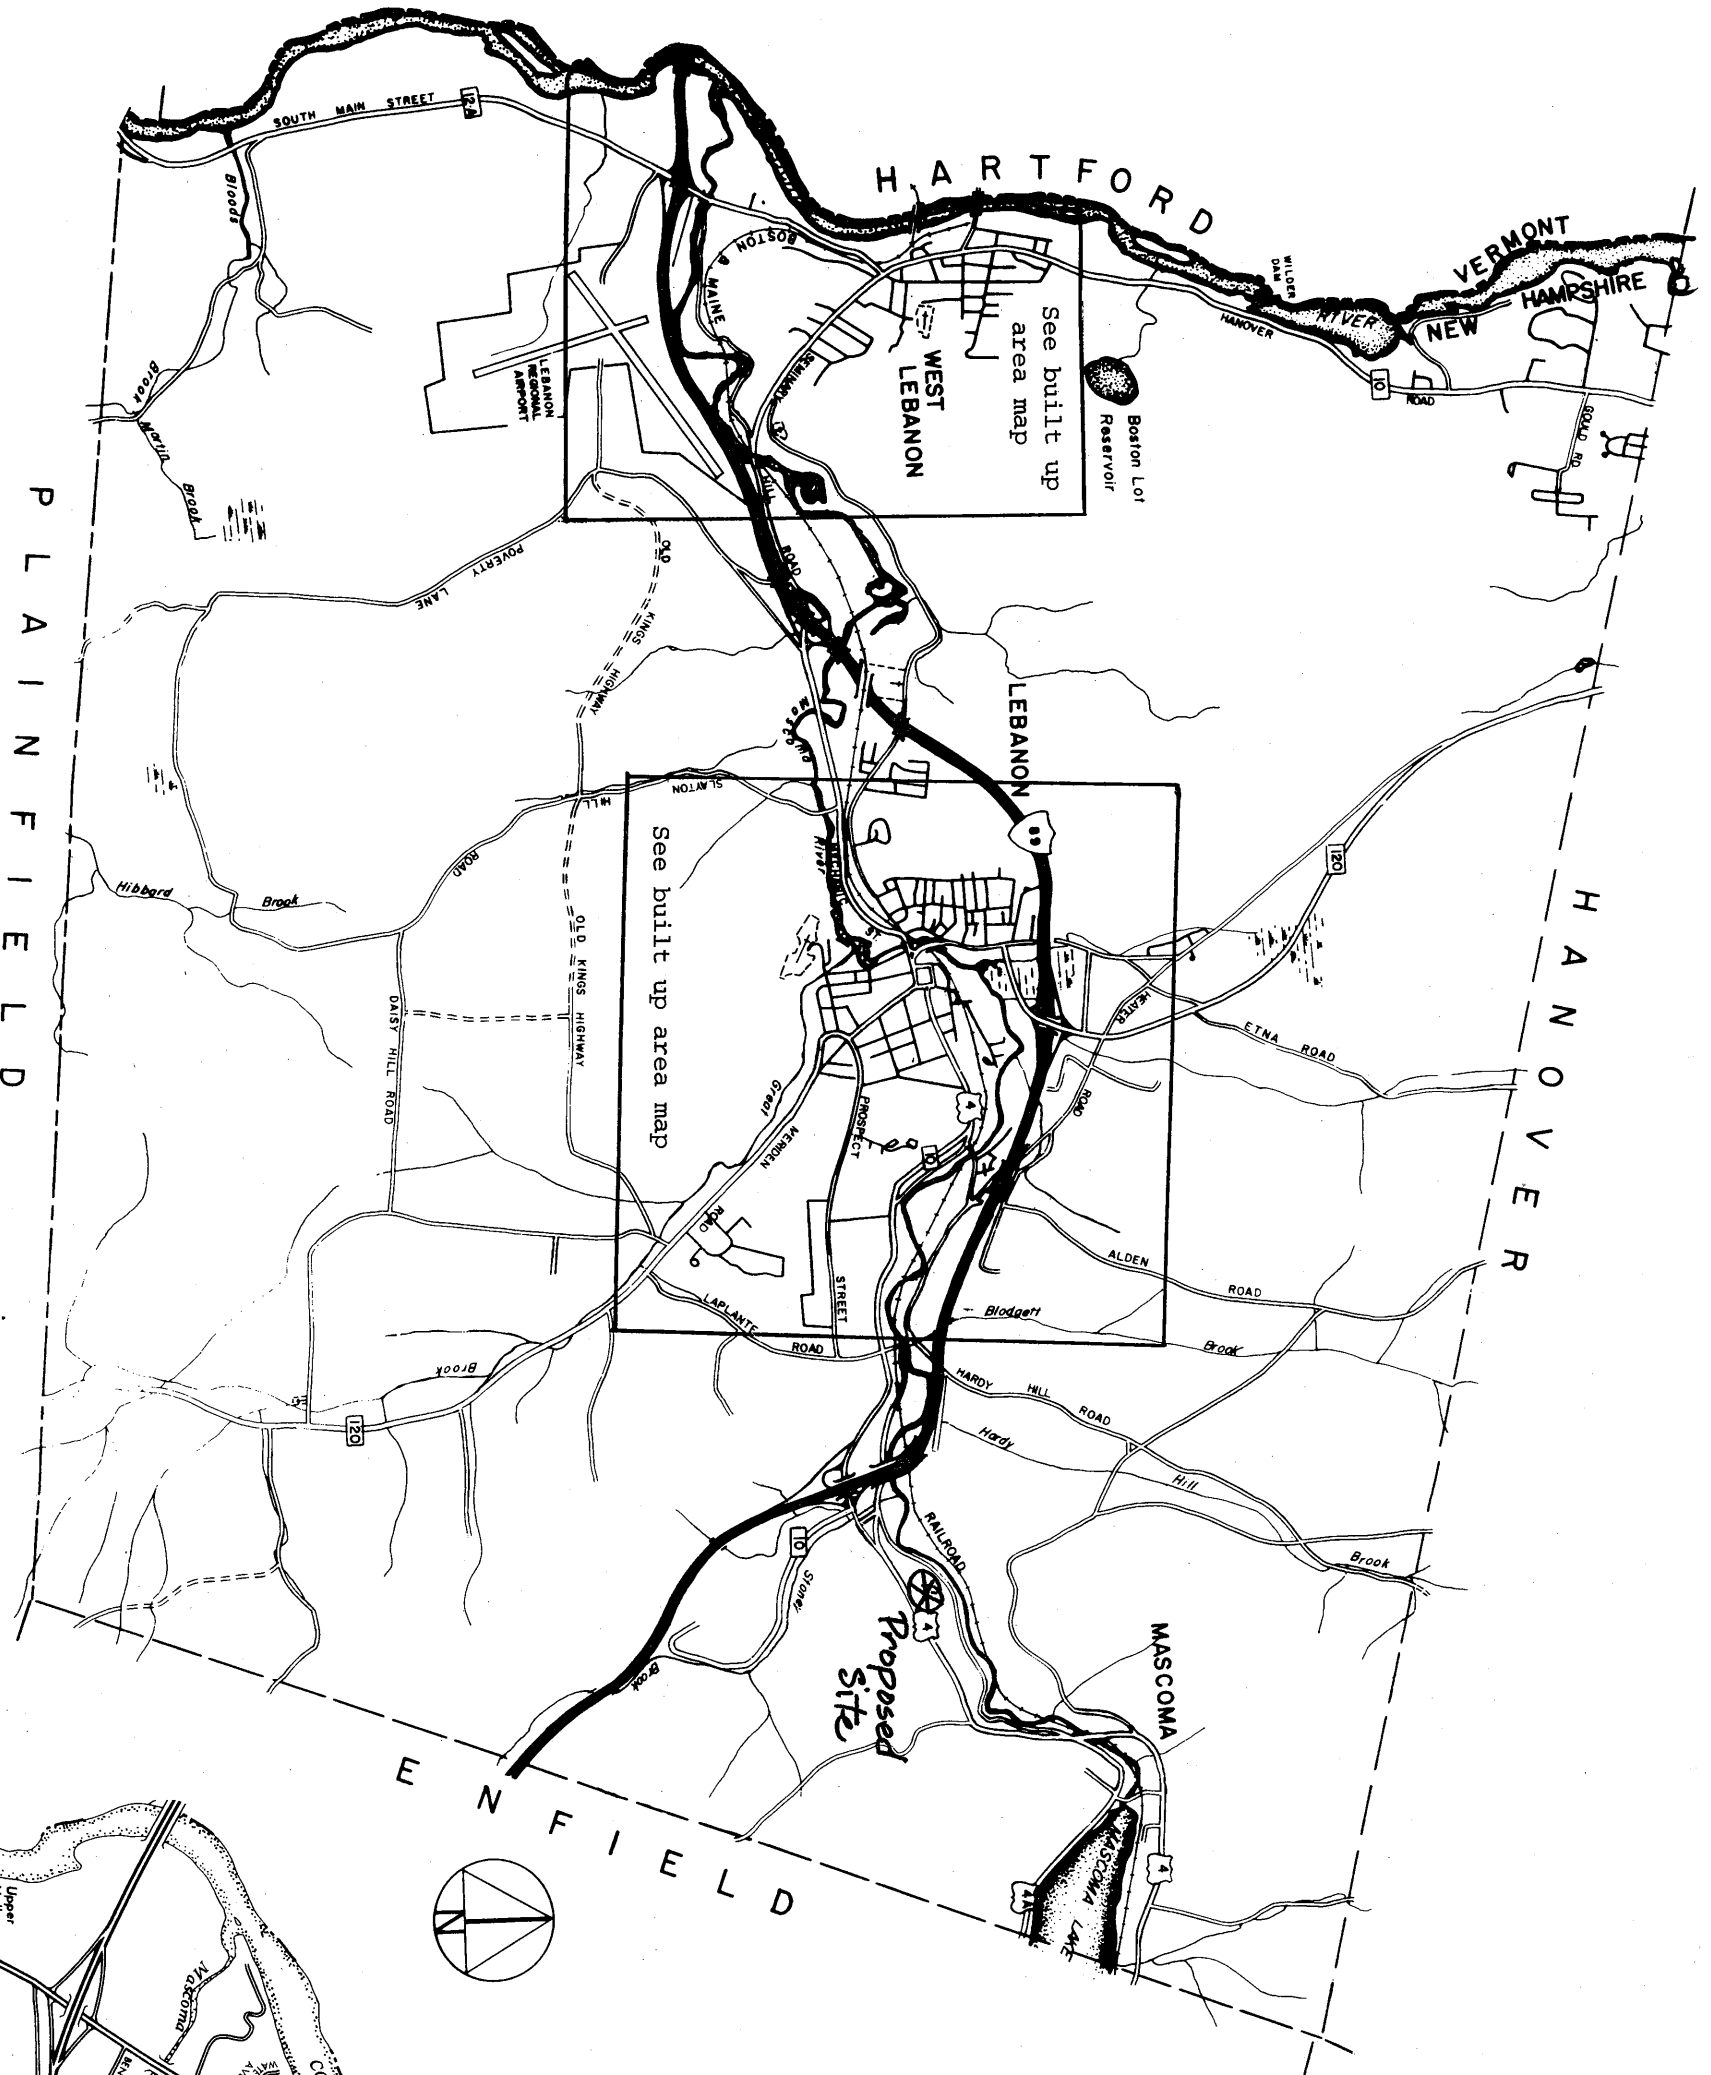 HARTFORD
VERMONT
NEW
HAMPSHIRE
RIVER
WILDER
DAM
HANOVER
ROAD
10
GOULD RD.
SOUTH MAIN STREET
12-A
Bloods
Brook
Martin
Brook
BOSTON & MAINE
SEMINARY
HILL
ROAD
WEST
LEBANON
See built up
area map
Boston Lot
Reservoir
LEBANON
REGIONAL
AIRPORT
POVERTY
LANE
OLD
KINGS
HIGHWAY
PLAINFIELD
HANOVER
LEBANON
89
120
Mascoma
River
SLAYTON
HILL
ROAD
See built up area map
Hibbard
Brook
OLD KINGS HIGHWAY
DAISY HILL ROAD
HEATER
ROAD
ETNA ROAD
4
10
Great
MERIDEN
ROAD
PROSPECT
STREET
ALDEN
ROAD
Blodgett
Brook
LAPLANTE
ROAD
HARDY
HILL
ROAD
Hardy
Hill
Brook
Brook
120
RAILROAD
10
Stoney
Brook
4
Proposed
Site
MASCOMA
MASCOMA LAKE
4
4A
ENFIELD
N
Upper
Mascoma